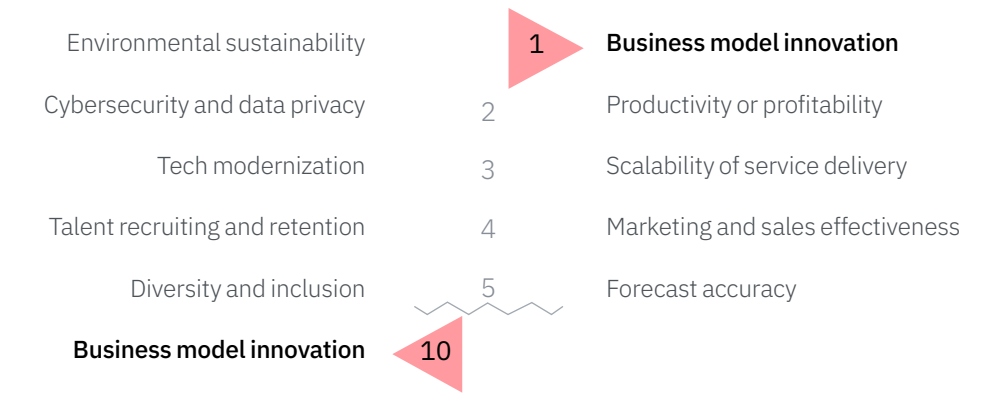 Environmental sustainability 1 Business model innovation
Cybersecurity and data privacy 2 Productivity or profitability
Tech modernization 3 Scalability of service delivery
Talent recruiting and retention 4 Marketing and sales effectiveness
Diversity and inclusion 5 Forecast accuracy
Business model innovation 10